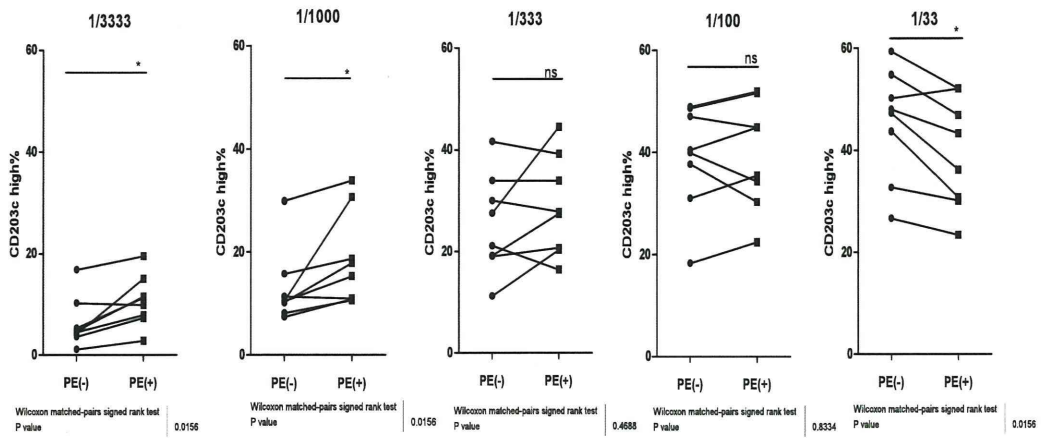 1/3333
60
40
20
0
CD203c high%
*
PE(-) PE(+)
Wilcoxon matched-pairs signed rank test
P value 0.0156
1/1000
60
40
20
0
CD203c high%
*
PE(-) PE(+)
Wilcoxon matched-pairs signed rank test
P value 0.0156
1/333
60
40
20
0
CD203c high%
ns
PE(-) PE(+)
Wilcoxon matched-pairs signed rank test
P value 0.4688
1/100
60
40
20
0
CD203c high%
ns
PE(-) PE(+)
Wilcoxon matched-pairs signed rank test
P value 0.8334
1/33
60
40
20
0
CD203c high%
*
PE(-) PE(+)
Wilcoxon matched-pairs signed rank test
P value 0.0156